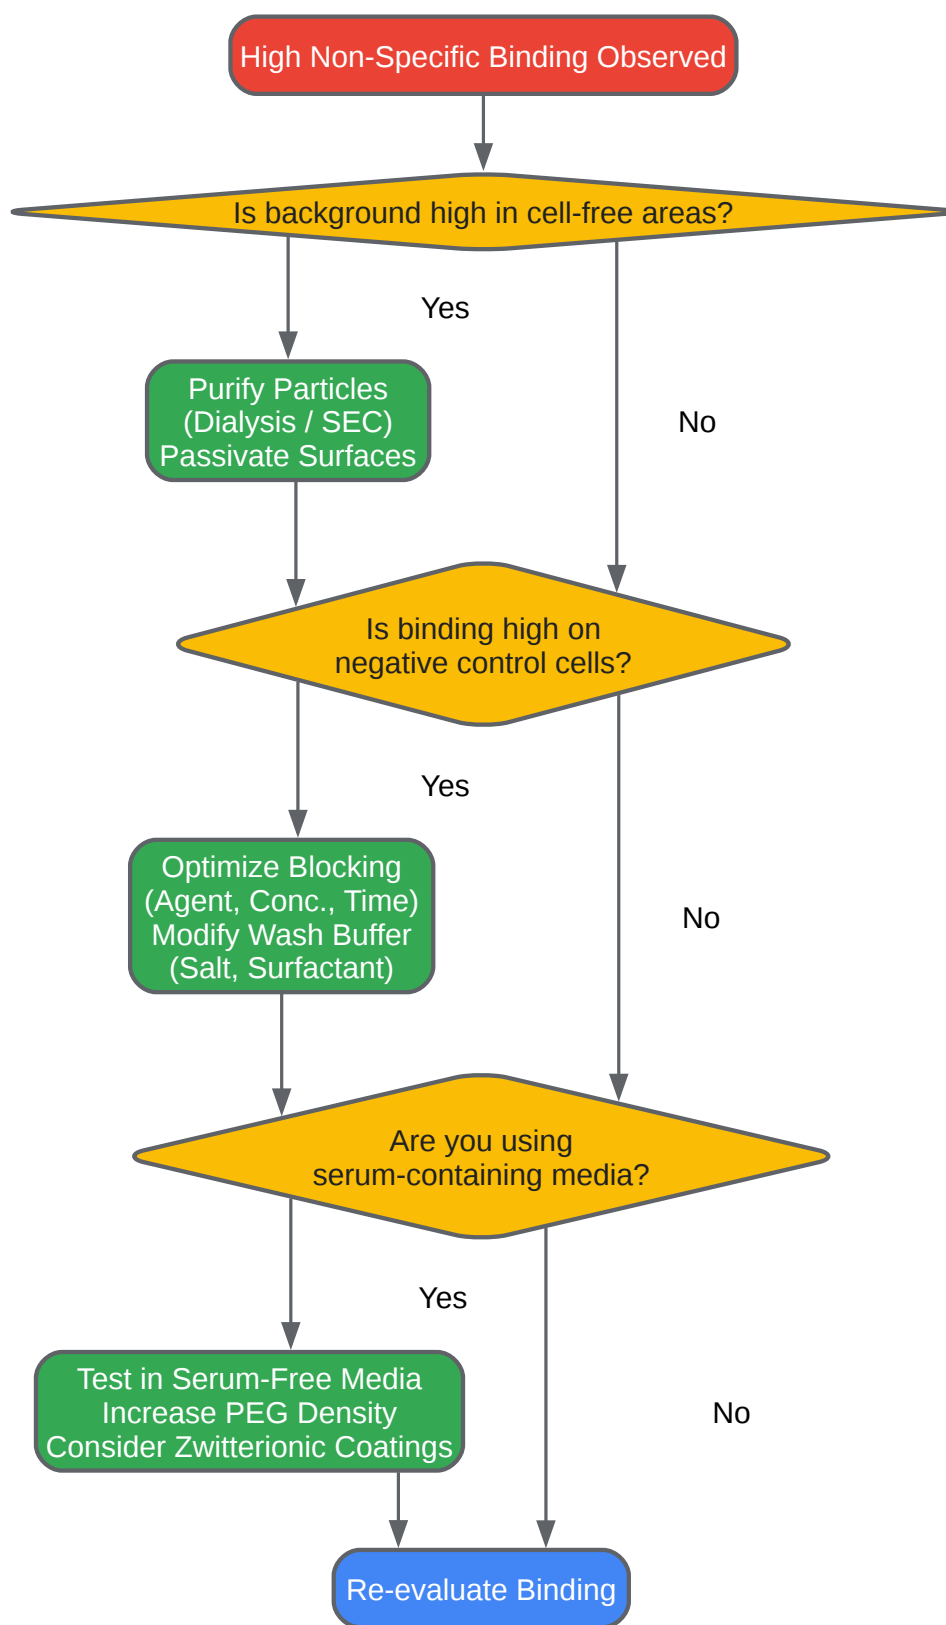 High Non-Specific Binding Observed
Is background high in cell-free areas?
Yes
Purify Particles
(Dialysis / SEC)
Passivate Surfaces
No
Is binding high on
negative control cells?
Yes
Optimize Blocking
(Agent, Conc., Time)
Modify Wash Buffer
(Salt, Surfactant)
No
Are you using
serum-containing media?
Yes
Test in Serum-Free Media
Increase PEG Density
Consider Zwitterionic Coatings
No
Re-evaluate Binding